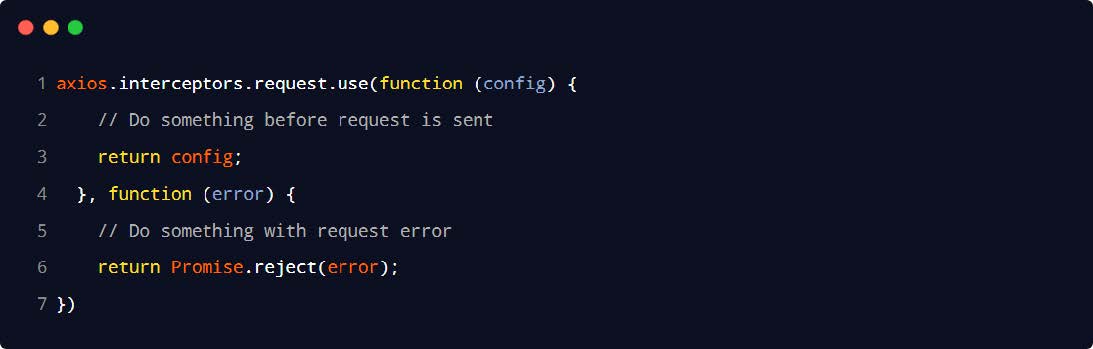 1 axios.interceptors.request.use(function (config) {
2     // Do something before request is sent
3     return config;
4   }, function (error) {
5     // Do something with request error
6     return Promise.reject(error);
7 })